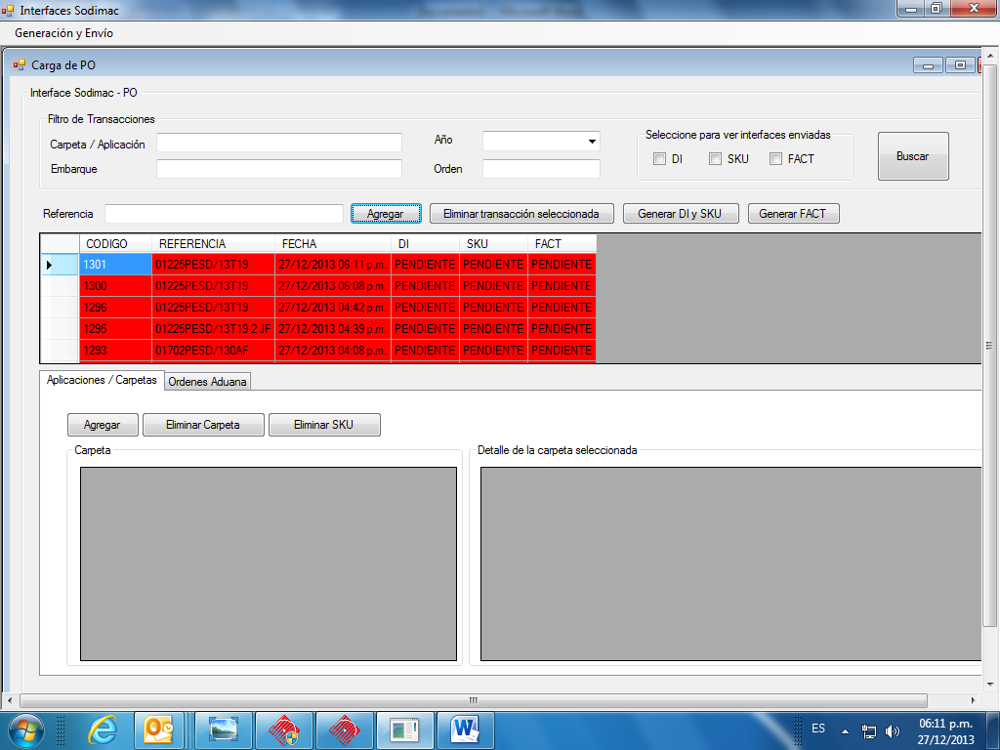 Interfaces Sodimac
Generación y Envío
Carga de PO
Interface Sodimac - PO
Filtro de Transacciones
Carpeta / Aplicación
Año
Seleccione para ver interfaces enviadas
DI SKU FACT
Buscar
Embarque
Orden
Referencia
Agregar Eliminar transacción seleccionada Generar DI y SKU Generar FACT
CODIGO REFERENCIA FECHA DI SKU FACT
1301 01225PESD/13T19 27/12/2013 06:11 p.m. PENDIENTE PENDIENTE PENDIENTE
1300 01225PESD/13T19 27/12/2013 06:08 p.m. PENDIENTE PENDIENTE PENDIENTE
1296 01225PESD/13T19 27/12/2013 04:42 p.m. PENDIENTE PENDIENTE PENDIENTE
1295 01225PESD/13T19-2 JF 27/12/2013 04:39 p.m. PENDIENTE PENDIENTE PENDIENTE
1293 01702PESD/130AF 27/12/2013 04:08 p.m. PENDIENTE PENDIENTE PENDIENTE
Aplicaciones / Carpetas Ordenes Aduana
Agregar Eliminar Carpeta Eliminar SKU
Carpeta Detalle de la carpeta seleccionada
ES
06:11 p.m.
27/12/2013